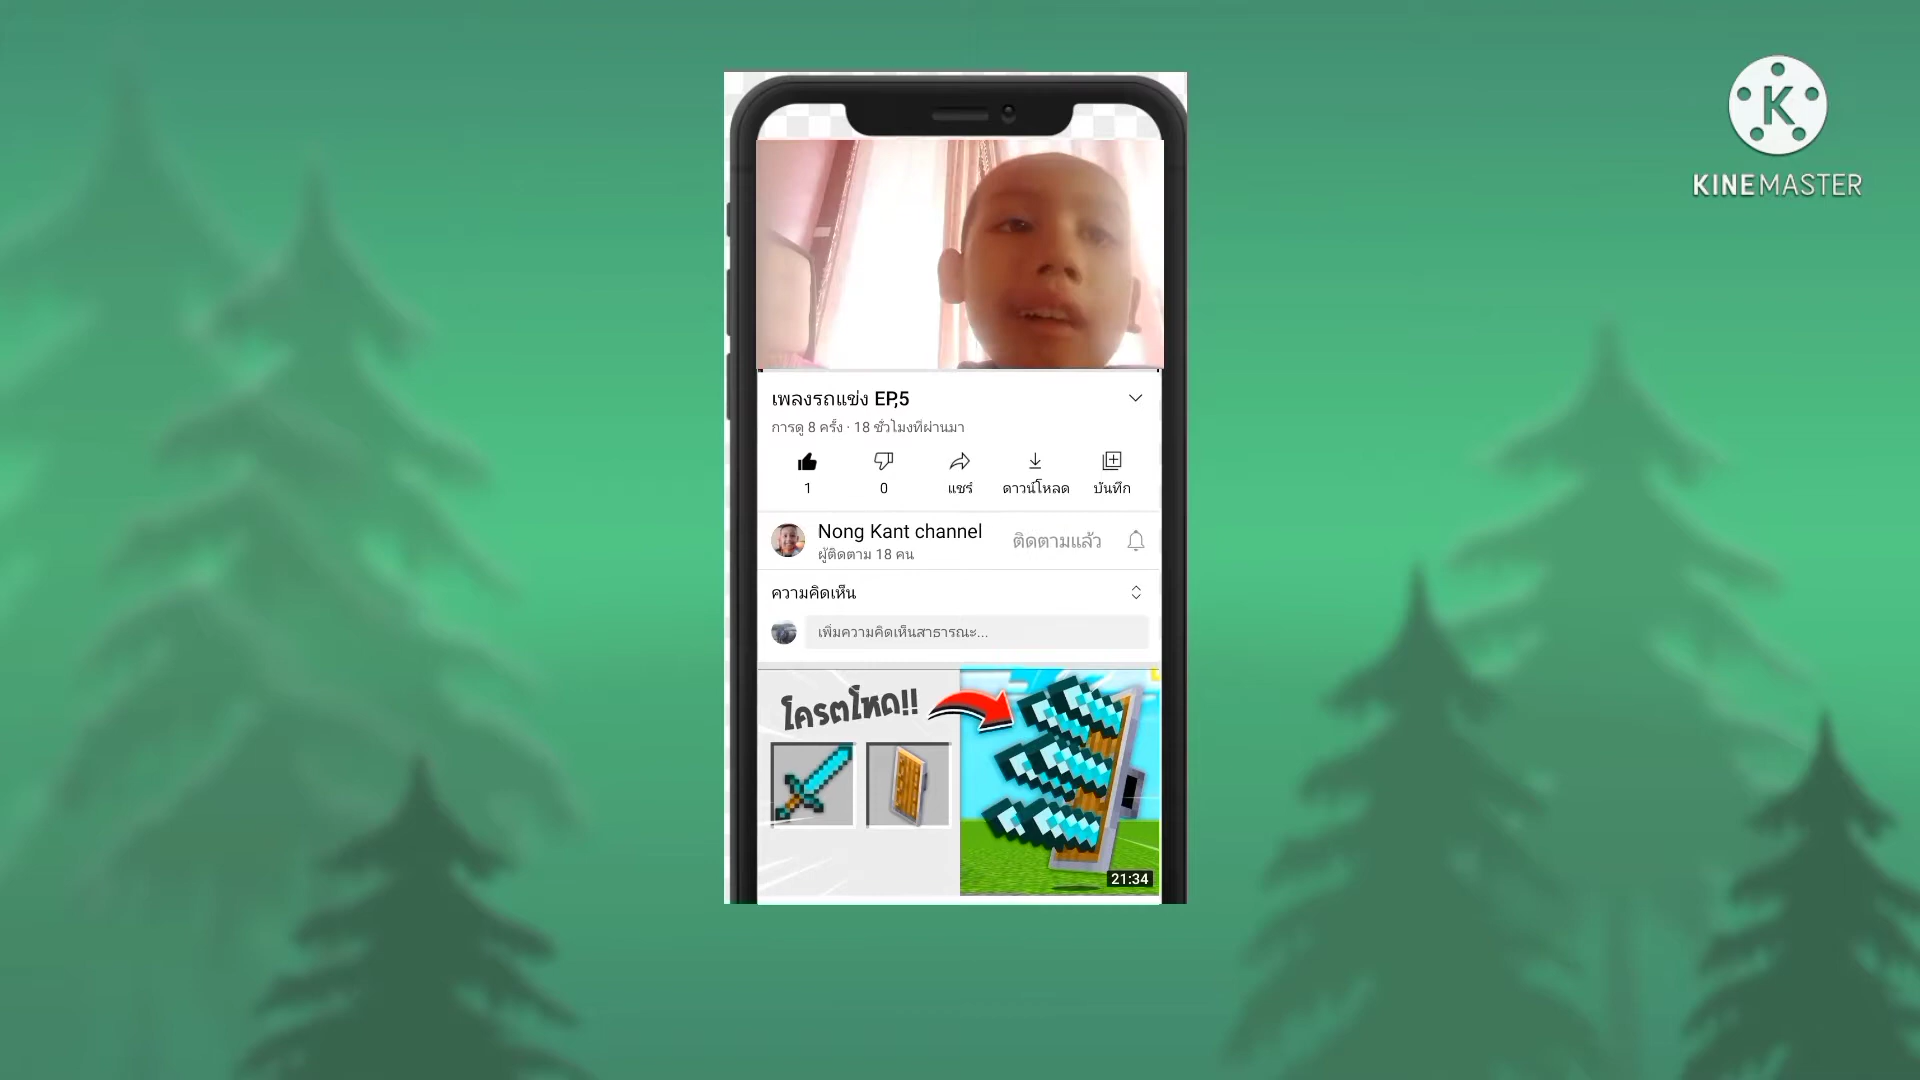 K
KINEMASTER
เพลงรถแข่ง EP,5
การดู 8 ครั้ง · 18 ชั่วโมงที่ผ่านมา
1 0 แชร์ ดาวน์โหลด บันทึก
Nong Kant channel
ผู้ติดตาม 18 คน
ติดตามแล้ว
ความคิดเห็น
เพิ่มความคิดเห็นสาธารณะ...
โครตโหด!!
21:34